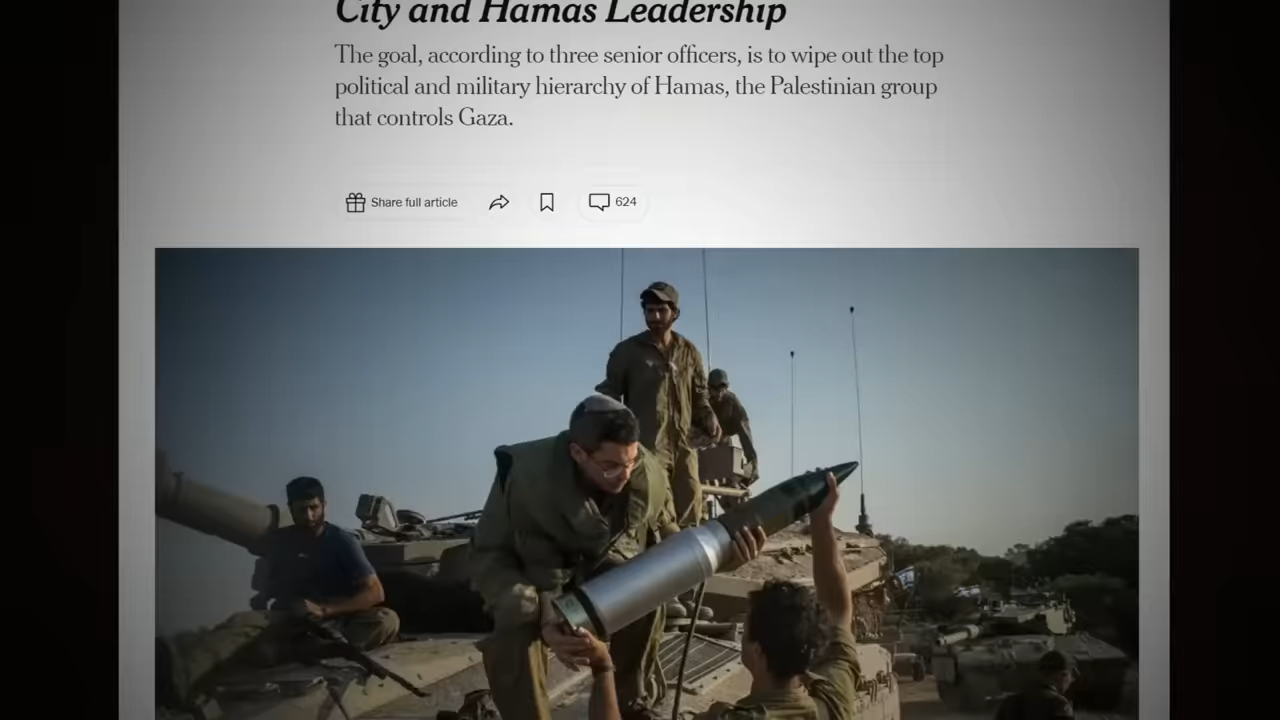 City and Hamas Leadership
The goal, according to three senior officers, is to wipe out the top
political and military hierarchy of Hamas, the Palestinian group
that controls Gaza.
Share full article
624